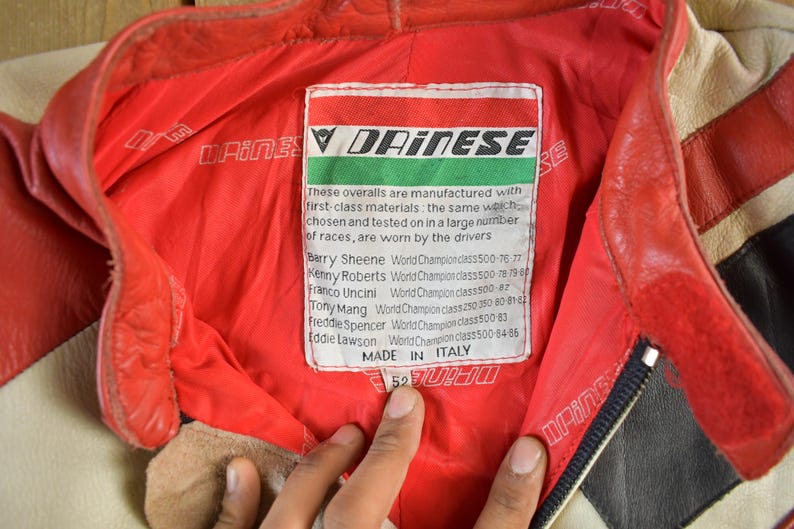 DAINESE
DAINESE
These overalls are manufactured with
first-class materials: the same which,
chosen and tested on in a large number
of races, are worn by the drivers
Barry Sheene World Champion class 500-76-77
Kenny Roberts World Champion class 500-78-79-80
Franco Uncini World Champion class 500-82
Tony Mang World Champion class 250 350-80-81-82
Freddie Spencer World Champion class 500-83
Eddie Lawson World Champion class 500-84-86
MADE IN ITALY
52
DAINESE